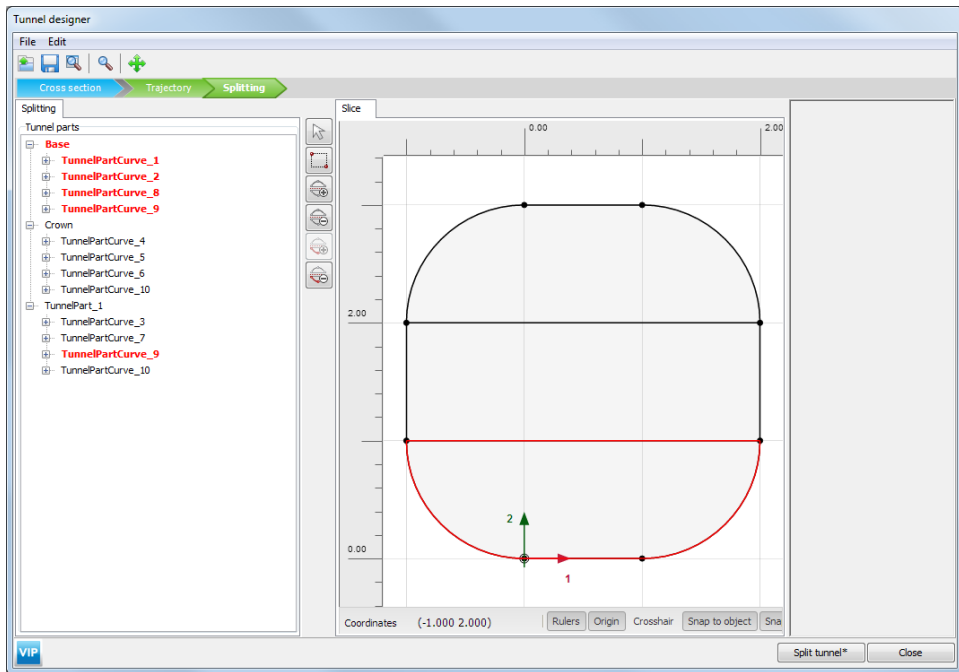 Tunnel designer
File Edit
Cross section Trajectory Splitting
Splitting
Tunnel parts
Base
TunnelPartCurve_1
TunnelPartCurve_2
TunnelPartCurve_8
TunnelPartCurve_9
Crown
TunnelPartCurve_4
TunnelPartCurve_5
TunnelPartCurve_6
TunnelPartCurve_10
TunnelPart_1
TunnelPartCurve_3
TunnelPartCurve_7
TunnelPartCurve_9
TunnelPartCurve_10
Slice
0.00 2.00
2.00
0.00
2
1
Coordinates (-1.000 2.000) Rulers Origin Crosshair Snap to object Sna
VIP Split tunnel* Close